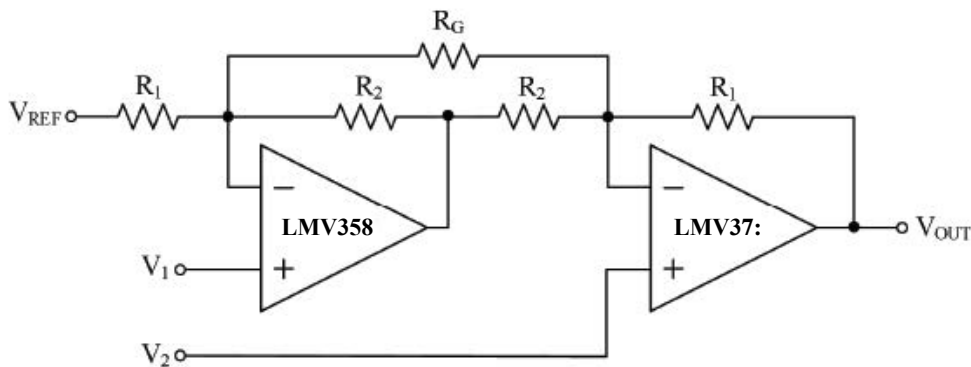 R_G
V_REF R_1 R_2 R_2 R_1
− −
LMV358 LMV37: V_OUT
V_1 + +
V_2